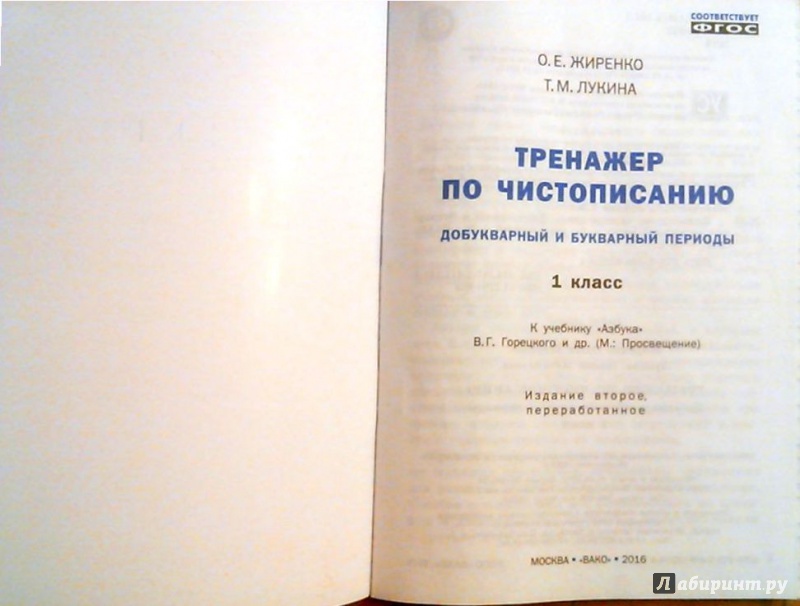 СООТВЕТСТВУЕТ
ФГОС
О. Е. ЖИРЕНКО
Т. М. ЛУКИНА
ТРЕНАЖЕР
ПО ЧИСТОПИСАНИЮ
ДОБУКВАРНЫЙ И БУКВАРНЫЙ ПЕРИОДЫ
1 класс
К учебнику «Азбука»
В. Г. Горецкого и др. (М.: Просвещение)
Издание второе,
переработанное
МОСКВА • «ВАКО» • 2016
Лабиринт.ру